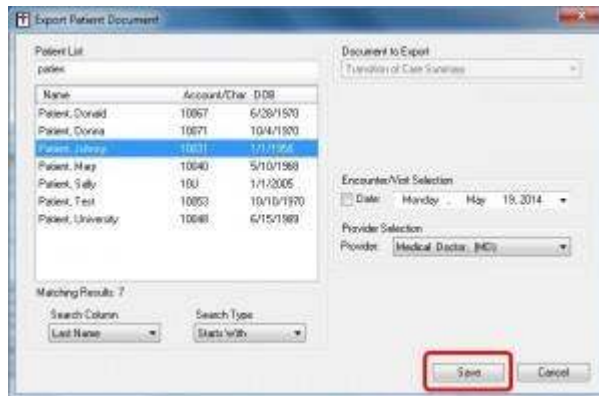 Export Patient Document
Patient List
Document to Export
patien
Transition of Care Summary
Name Account/Char DOB
Patient, Donald 10067 6/28/1970
Patient, Donna 10071 10/4/1970
Patient, Johnny 10031 1/1/1956
Patient, Mary 10040 5/10/1968
Patient, Sally 10U 1/1/2005
Patient, Test 10053 10/10/1970
Patient, University 10048 6/15/1989
Encounter/Visit Selection
Date: Monday , May 19, 2014
Provider Selection
Provider: Medical Doctor, (MD)
Matching Results: 7
Search Column
Search Type
Last Name
Starts With
Save
Cancel